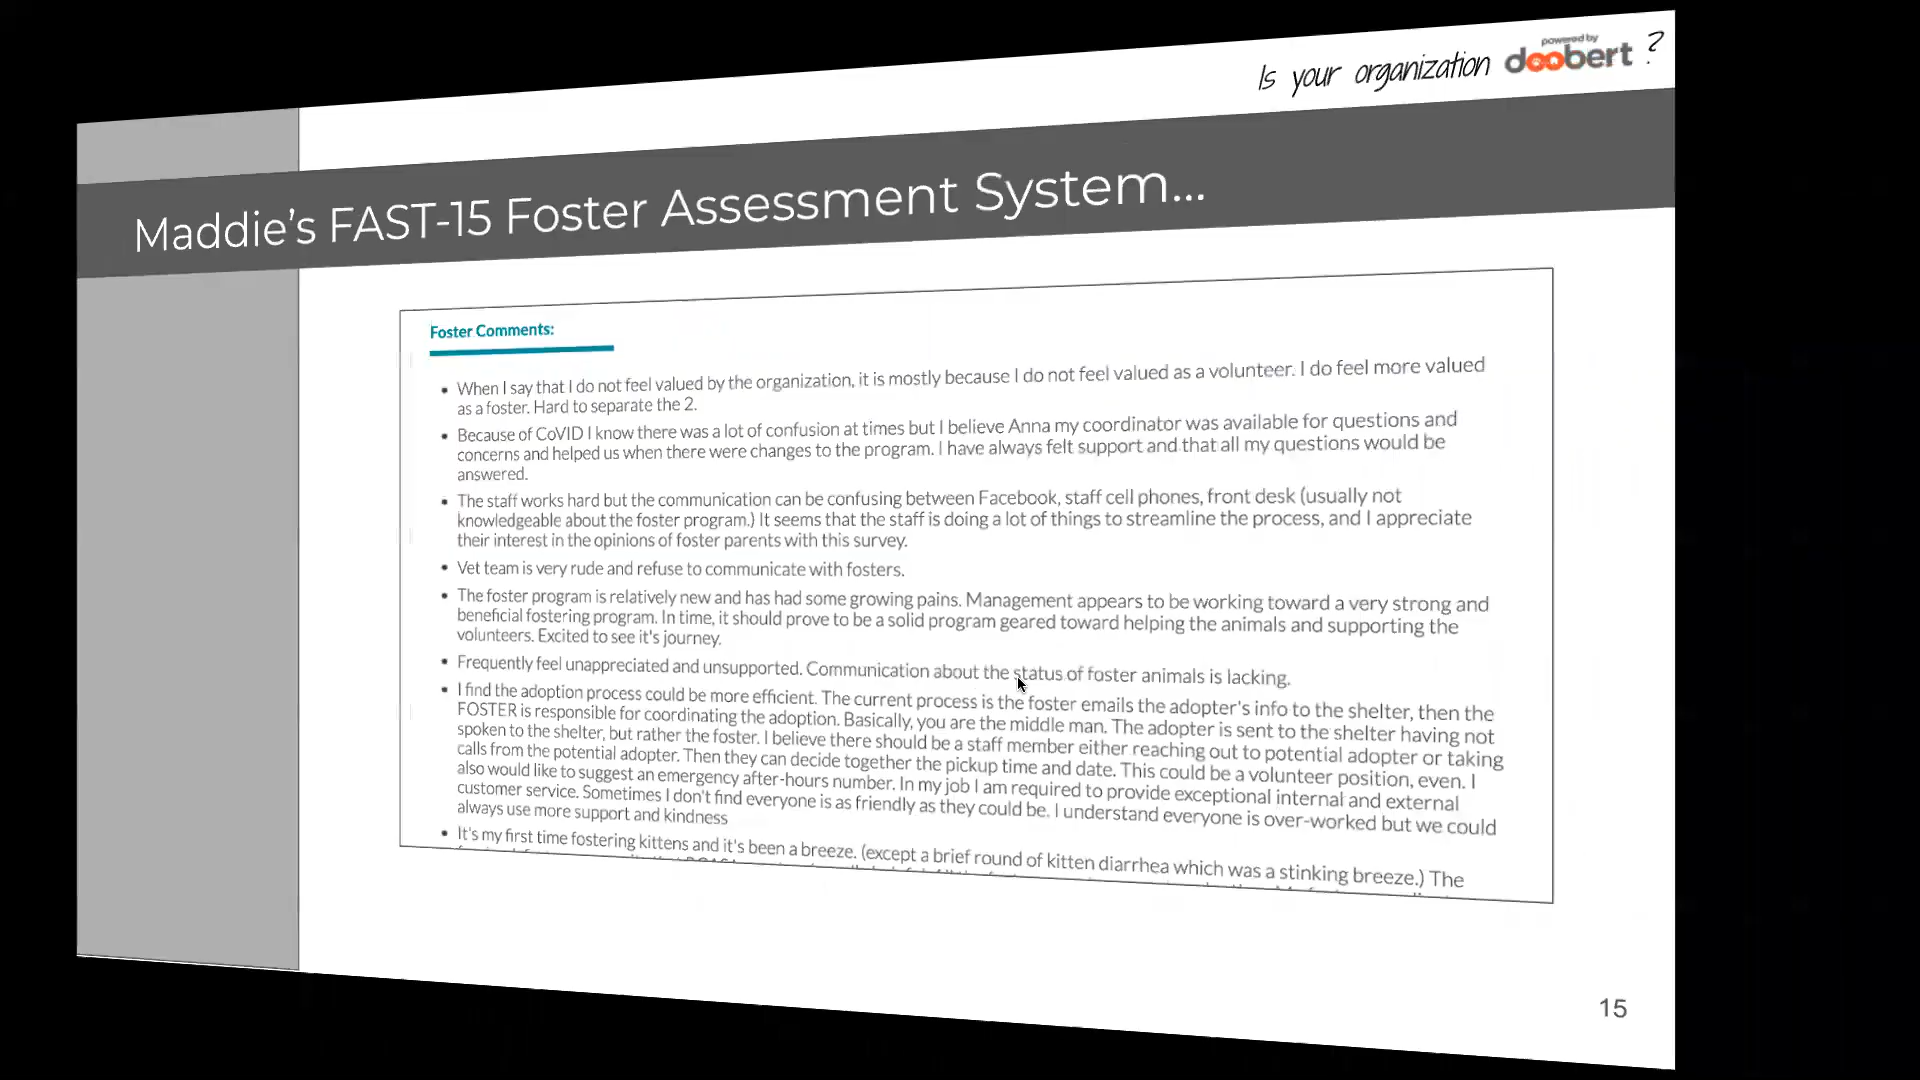 Is your organization powered by doobert ?
Maddie's FAST-15 Foster Assessment System...
Foster Comments:
• When I say that I do not feel valued by the organization, it is mostly because I do not feel valued as a volunteer. I do feel more valued
as a foster. Hard to separate the 2.
• Because of CoVID I know there was a lot of confusion at times but I believe Anna my coordinator was available for questions and
concerns and helped us when there were changes to the program. I have always felt support and that all my questions would be
answered.
• The staff works hard but the communication can be confusing between Facebook, staff cell phones, front desk (usually not
knowledgeable about the foster program.) It seems that the staff is doing a lot of things to streamline the process, and I appreciate
their interest in the opinions of foster parents with this survey.
• Vet team is very rude and refuse to communicate with fosters.
• The foster program is relatively new and has had some growing pains. Management appears to be working toward a very strong and
beneficial fostering program. In time, it should prove to be a solid program geared toward helping the animals and supporting the
volunteers. Excited to see it's journey.
• Frequently feel unappreciated and unsupported. Communication about the status of foster animals is lacking.
• I find the adoption process could be more efficient. The current process is the foster emails the adopter's info to the shelter, then the
FOSTER is responsible for coordinating the adoption. Basically, you are the middle man. The adopter is sent to the shelter having not
spoken to the shelter, but rather the foster. I believe there should be a staff member either reaching out to potential adopter or taking
calls from the potential adopter. Then they can decide together the pickup time and date. This could be a volunteer position, even. I
also would like to suggest an emergency after-hours number. In my job I am required to provide exceptional internal and external
customer service. Sometimes I don't find everyone is as friendly as they could be. I understand everyone is over-worked but we could
always use more support and kindness
• It's my first time fostering kittens and it's been a breeze. (except a brief round of kitten diarrhea which was a stinking breeze.) The
15